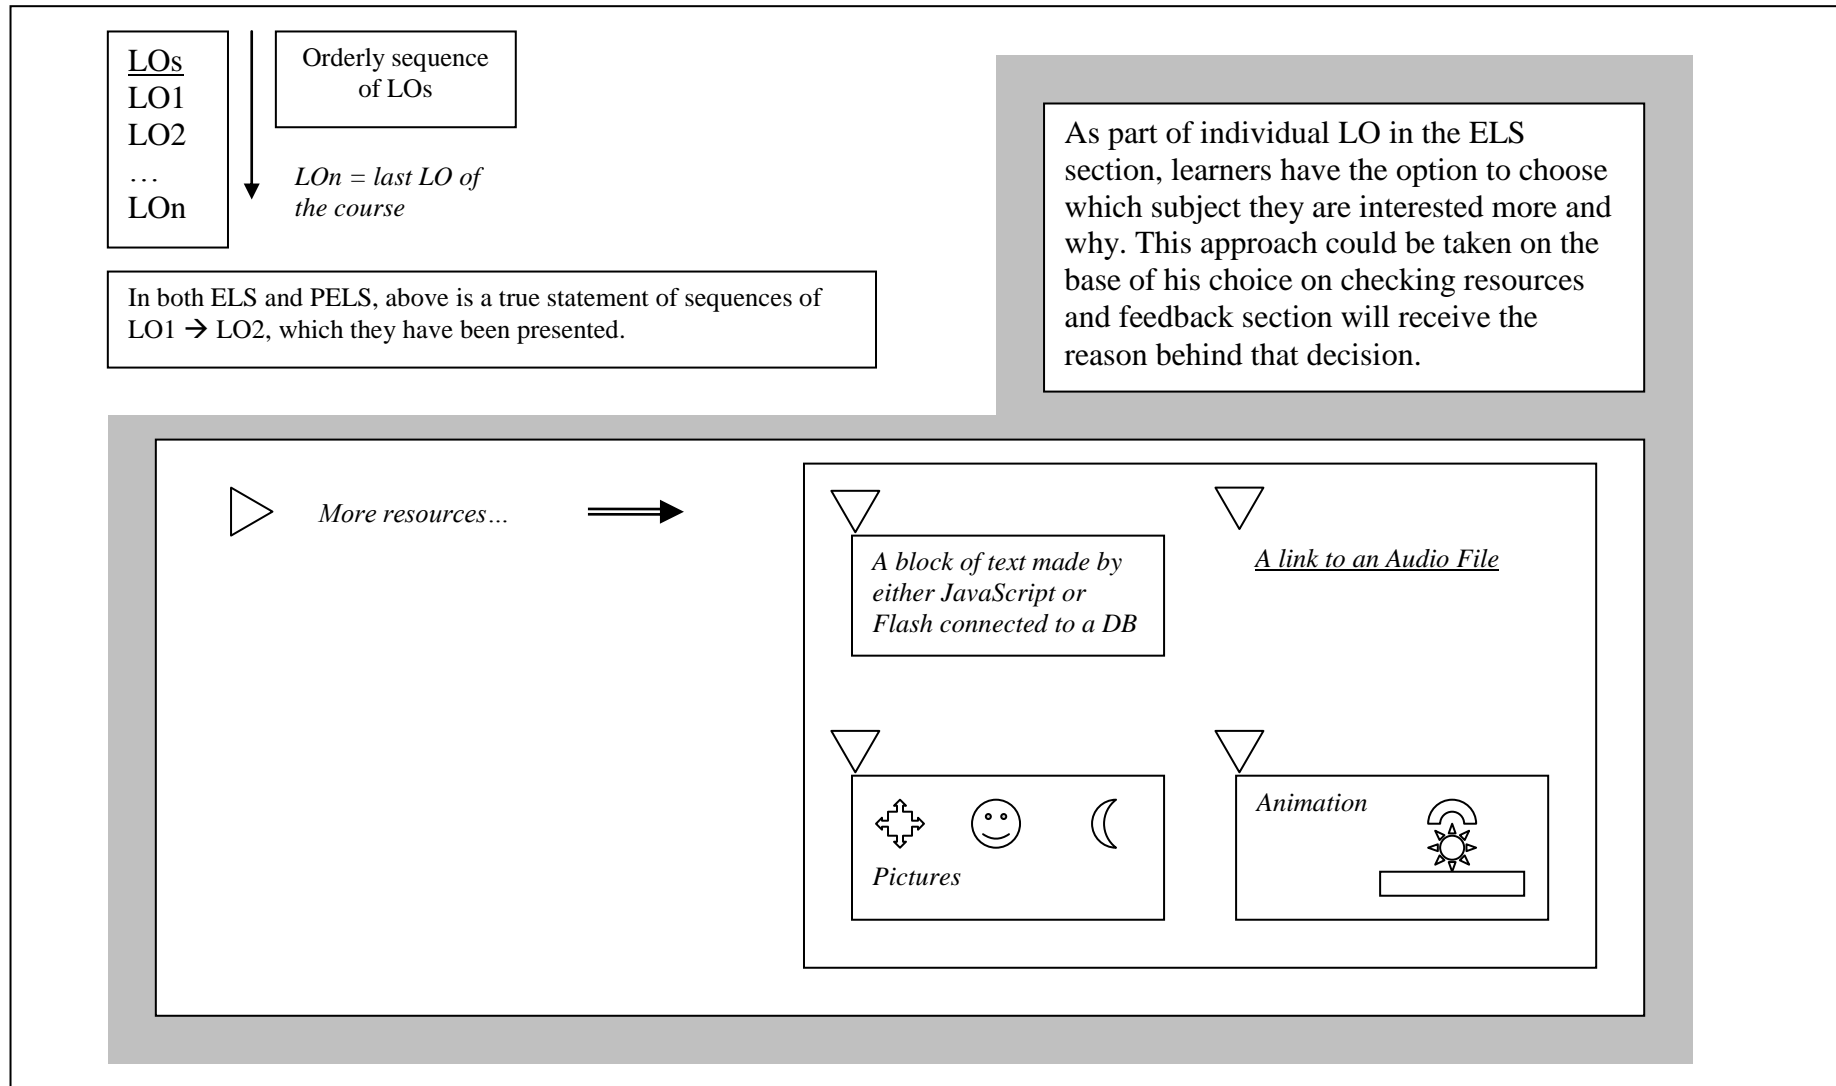 LOs
LO1
LO2
…
LOn
Orderly sequence
of LOs
LOn = last LO of
the course
In both ELS and PELS, above is a true statement of sequences of
LO1 → LO2, which they have been presented.
As part of individual LO in the ELS
section, learners have the option to choose
which subject they are interested more and
why. This approach could be taken on the
base of his choice on checking resources
and feedback section will receive the
reason behind that decision.
More resources…
A block of text made by
either JavaScript or
Flash connected to a DB
A link to an Audio File
Pictures
Animation